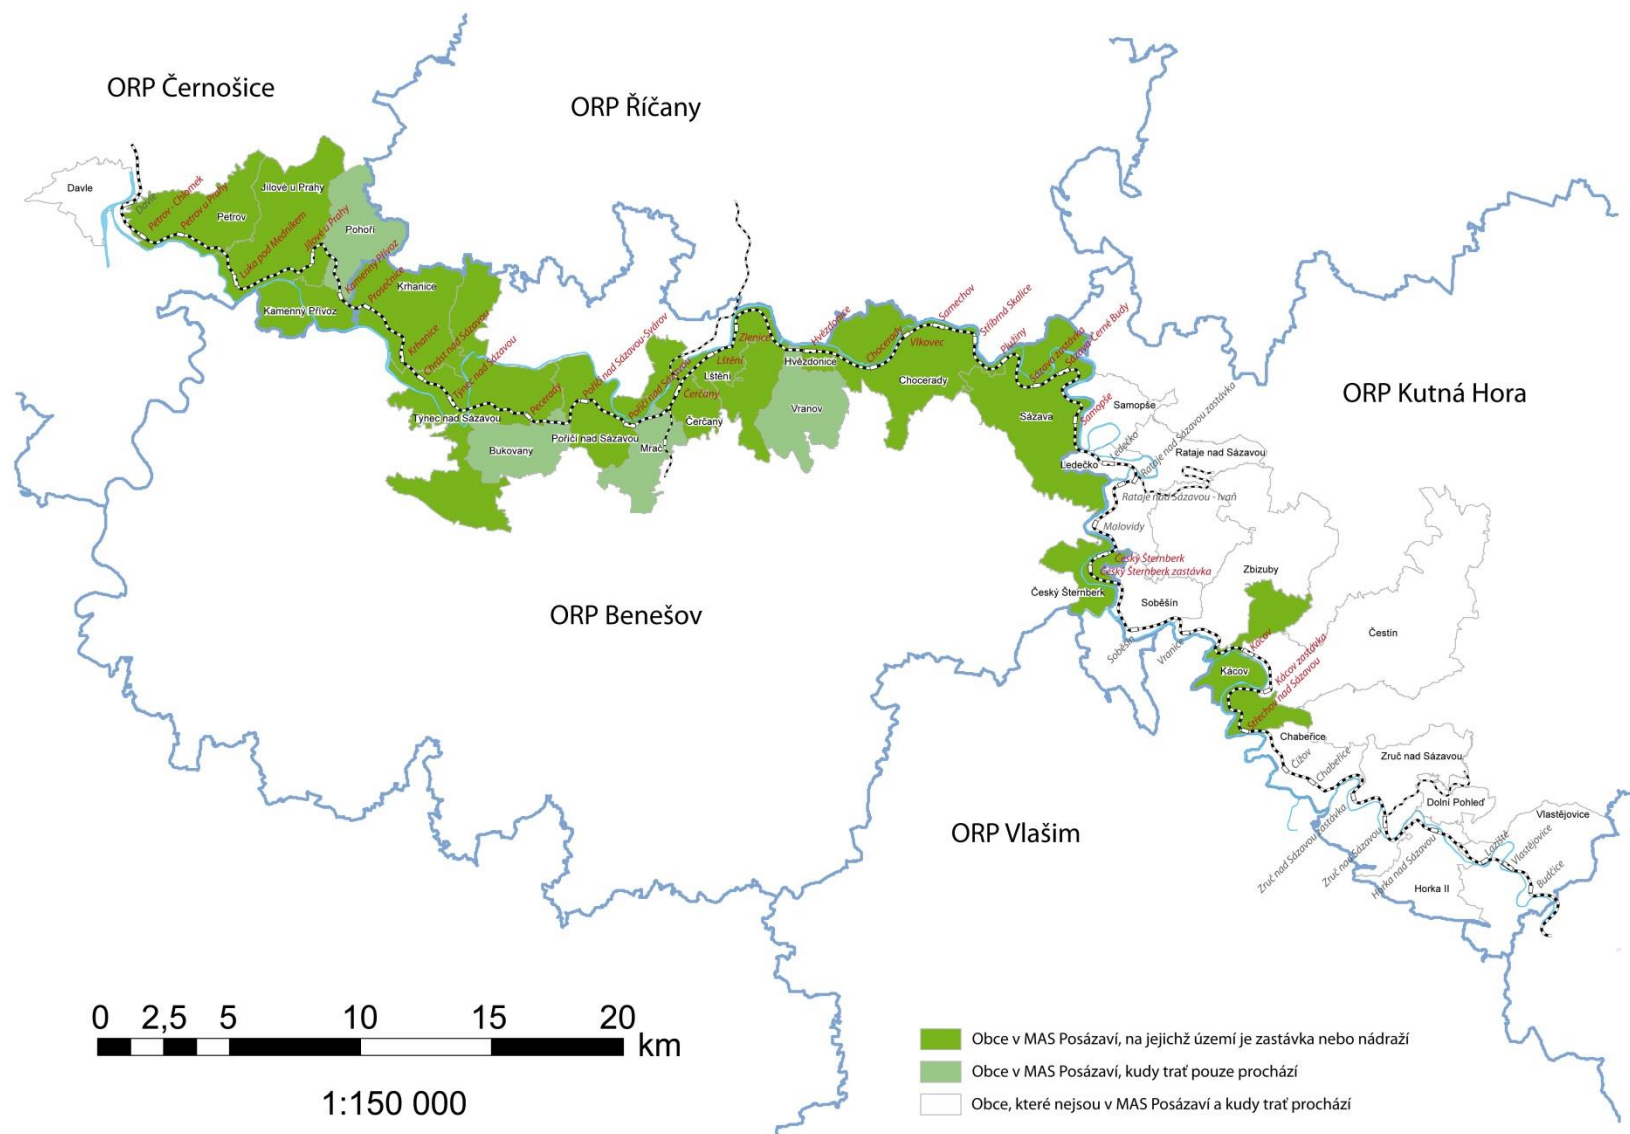 ORP Černošice
ORP Říčany
ORP Kutná Hora
ORP Benešov
ORP Vlašim
Davle
Davle
Petrov - Chlomek
Petrov u Prahy
Petrov
Jílové u Prahy
Luka pod Medníkem
Jílové u Prahy
Pohoří
Kamenný Přívoz
Kamenný Přívoz
Prosečnice
Krhanice
Krhanice
Chrást nad Sázavou
Týnec nad Sázavou
Týnec nad Sázavou
Pecerady
Bukovany
Poříčí nad Sázavou-Svárov
Poříčí nad Sázavou
Poříčí nad Sázavou
Mrač
Čerčany
Čerčany
Lštění
Lštění
Zlenice
Hvězdonice
Hvězdonice
Vranov
Chocerady
Chocerady
Vlkovec
Samechov
Stříbrná Skalice
Plužiny
Sázava zastávka
Sázava-Černé Budy
Sázava
Samopše
Samopše
Ledečko
Ledečko
Rataje nad Sázavou zastávka
Rataje nad Sázavou
Rataje nad Sázavou - Ivaň
Malovidy
Český Šternberk
Český Šternberk zastávka
Český Šternberk
Soběšín
Soběšín
Vranice
Zbizuby
Čestín
Kácov
Kácov
Kácov zastávka
Střechov nad Sázavou
Chabeřice
Čížov
Chabeřice
Zruč nad Sázavou
Zruč nad Sázavou zastávka
Zruč nad Sázavou
Dolní Pohleď
Horka nad Sázavou
Horka II
Laziště
Vlastějovice
Vlastějovice
Budčice
0 2,5 5 10 15 20
km
1:150 000
Obce v MAS Posázaví, na jejichž území je zastávka nebo nádraží
Obce v MAS Posázaví, kudy trať pouze prochází
Obce, které nejsou v MAS Posázaví a kudy trať prochází